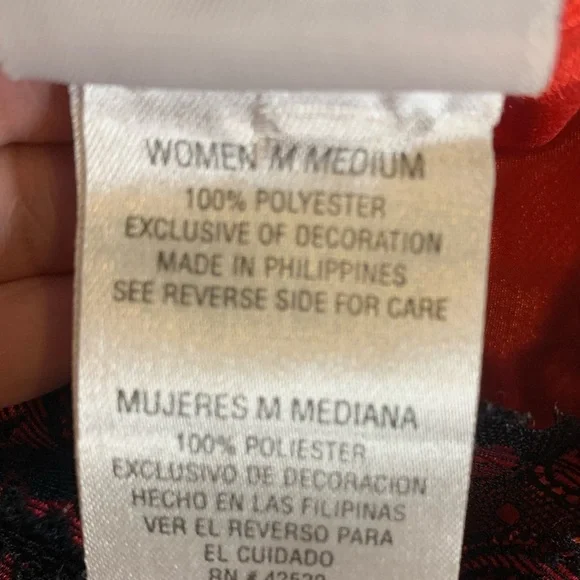 WOMEN M MEDIUM
100% POLYESTER
EXCLUSIVE OF DECORATION
MADE IN PHILIPPINES
SEE REVERSE SIDE FOR CARE
MUJERES M MEDIANA
100% POLIESTER
EXCLUSIVO DE DECORACION
HECHO EN LAS FILIPINAS
VER EL REVERSO PARA
EL CUIDADO
RN #